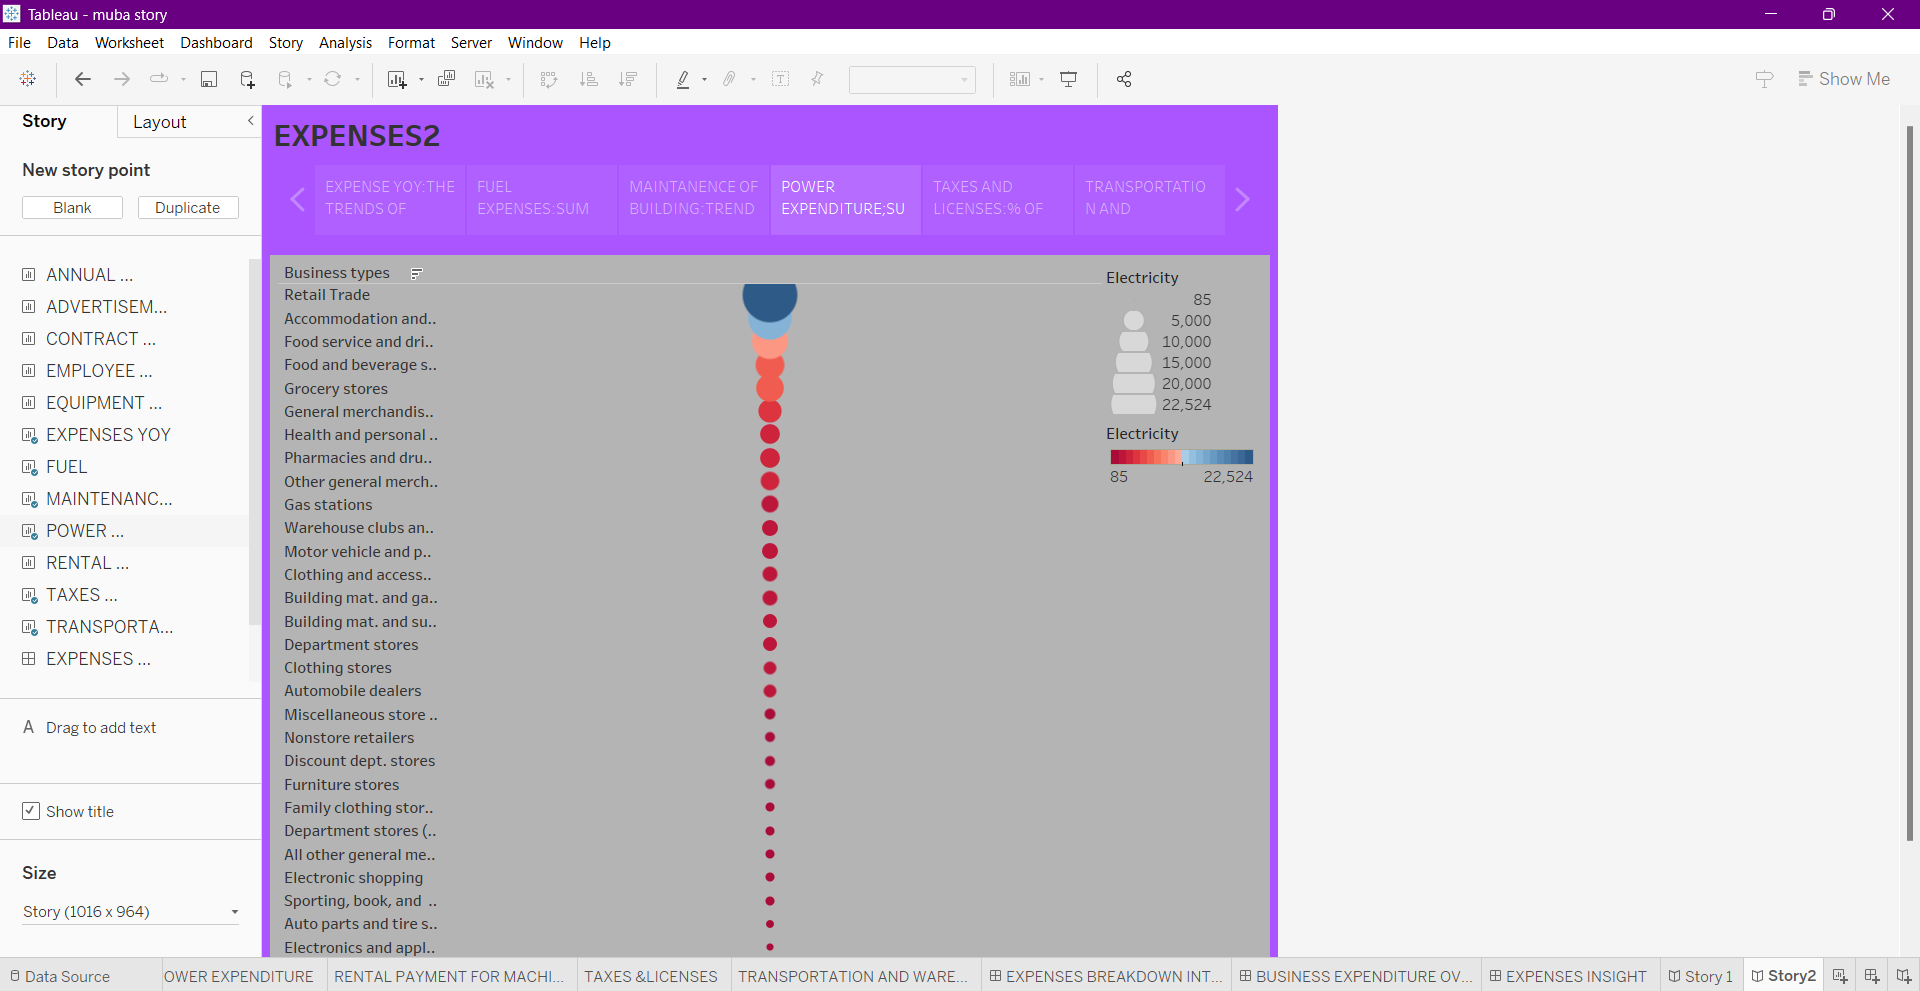 Tableau - muba story
File Data Worksheet Dashboard Story Analysis Format Server Window Help
Show Me
Story
Layout
New story point
Blank
Duplicate
ANNUAL ...
ADVERTISEM...
CONTRACT ...
EMPLOYEE ...
EQUIPMENT ...
EXPENSES YOY
FUEL
MAINTENANC...
POWER ...
RENTAL ...
TAXES ...
TRANSPORTA...
EXPENSES ...
A Drag to add text
Show title
Size
Story (1016 x 964)
EXPENSES2
EXPENSE YOY:THE
TRENDS OF
FUEL
EXPENSES:SUM
MAINTANENCE OF
BUILDING:TREND
POWER
EXPENDITURE;SU
TAXES AND
LICENSES:% OF
TRANSPORTATIO
N AND
Business types
Retail Trade
Accommodation and..
Food service and dri..
Food and beverage s..
Grocery stores
General merchandis..
Health and personal ..
Pharmacies and dru..
Other general merch..
Gas stations
Warehouse clubs an..
Motor vehicle and p..
Clothing and access..
Building mat. and ga..
Building mat. and su..
Department stores
Clothing stores
Automobile dealers
Miscellaneous store ..
Nonstore retailers
Discount dept. stores
Furniture stores
Family clothing stor..
Department stores (..
All other general me..
Electronic shopping
Sporting, book, and ..
Auto parts and tire s..
Electronics and appl..
Electricity
85
5,000
10,000
15,000
20,000
22,524
Electricity
85 22,524
Data Source
OWER EXPENDITURE
RENTAL PAYMENT FOR MACHI...
TAXES &LICENSES
TRANSPORTATION AND WARE...
EXPENSES BREAKDOWN INT...
BUSINESS EXPENDITURE OV...
EXPENSES INSIGHT
Story 1
Story2